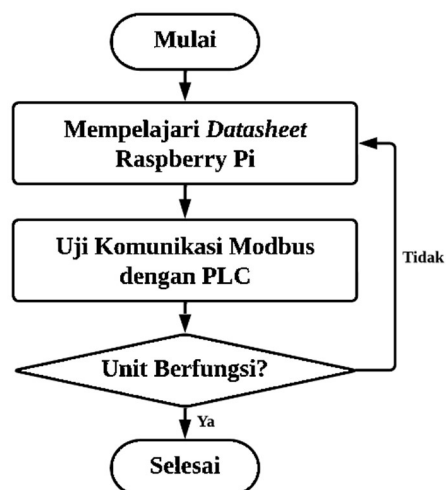 Mulai
Mempelajari Datasheet
Raspberry Pi
Uji Komunikasi Modbus
dengan PLC
Tidak
Unit Berfungsi?
Ya
Selesai